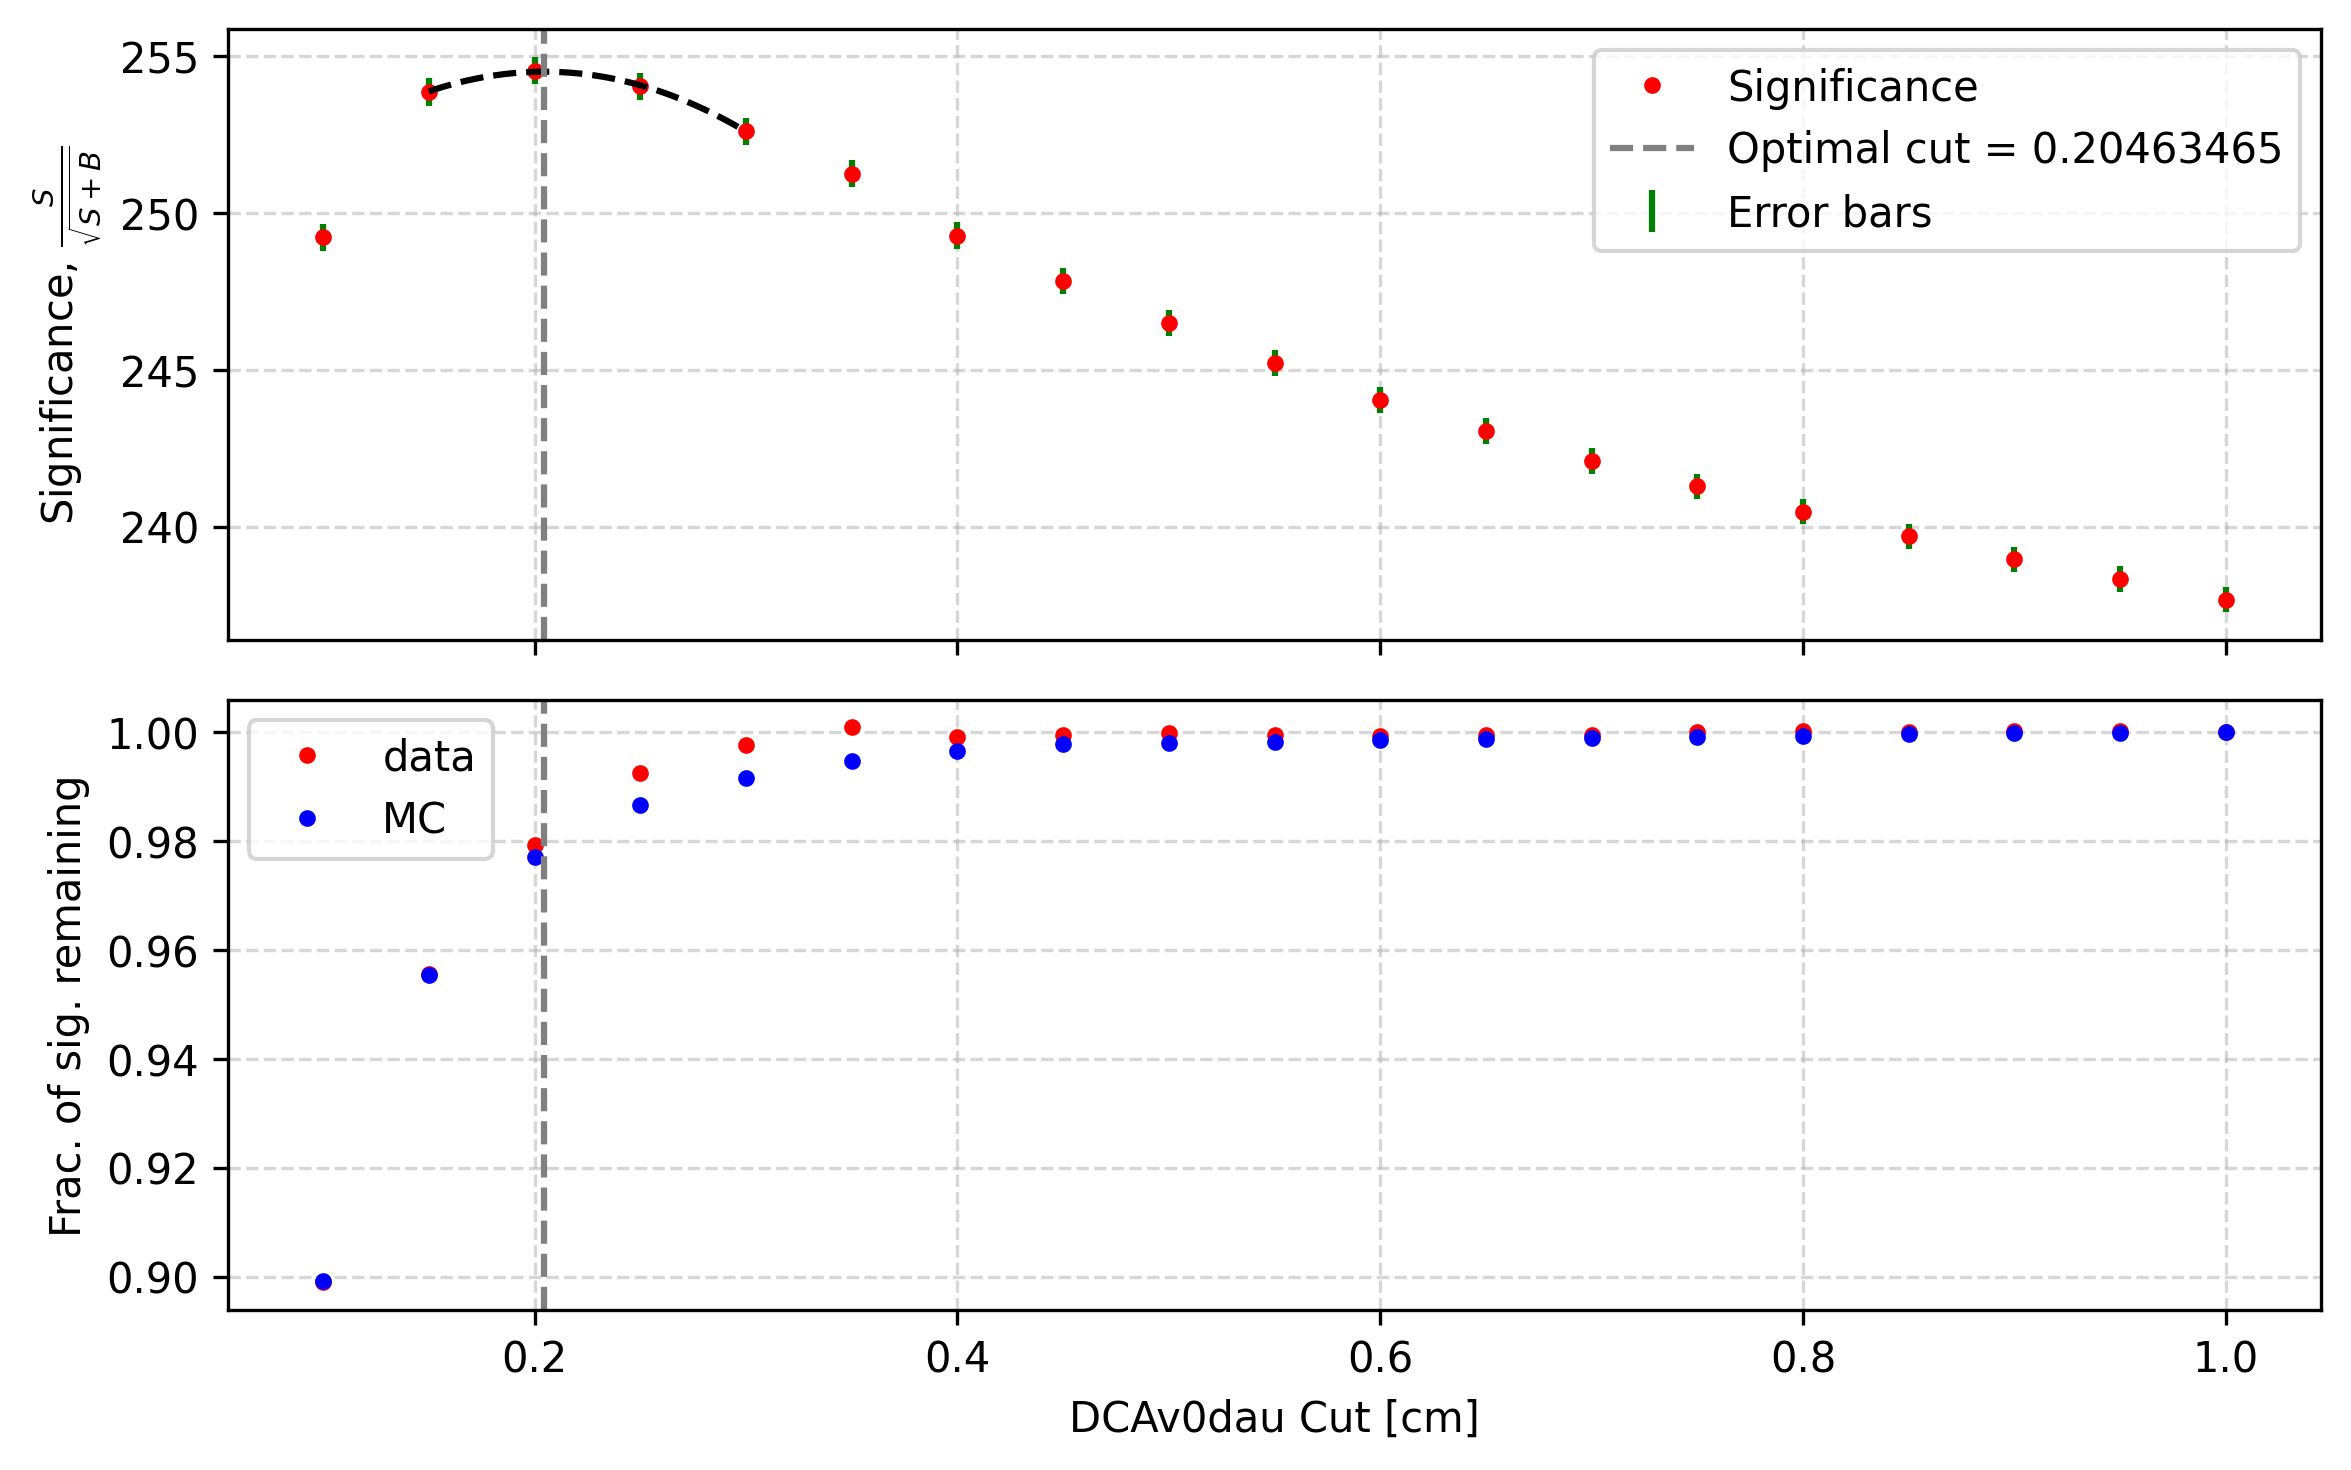 255
250
245
240
Significance, S/√S + B
Significance
Optimal cut = 0.20463465
Error bars
1.00
0.98
0.96
0.94
0.92
0.90
Frac. of sig. remaining
data
MC
0.2 0.4 0.6 0.8 1.0
DCAv0dau Cut [cm]